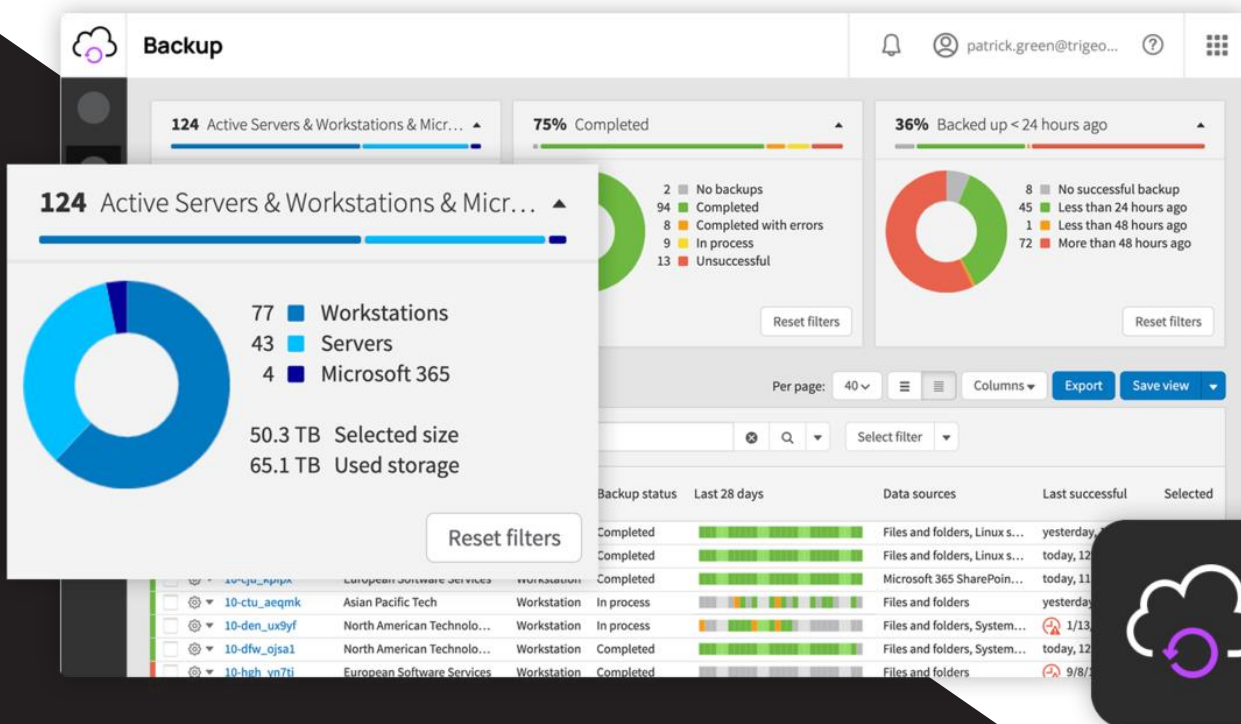 Backup
patrick.green@trigeo...
124 Active Servers & Workstations & Micr...
75% Completed
36% Backed up < 24 hours ago
124 Active Servers & Workstations & Micr...
77 Workstations
43 Servers
4 Microsoft 365
50.3 TB Selected size
65.1 TB Used storage
Reset filters
2 No backups
94 Completed
8 Completed with errors
9 In process
13 Unsuccessful
Reset filters
8 No successful backup
45 Less than 24 hours ago
1 Less than 48 hours ago
72 More than 48 hours ago
Reset filters
Per page: 40 Columns Export Save view
Select filter
Backup status Last 28 days Data sources Last successful Selected
Completed Files and folders, Linux s... yesterday,
Completed Files and folders, Linux s... today, 12
European Software Services Workstation Completed Microsoft 365 SharePoin... today, 11
10-ctu_aeqmk Asian Pacific Tech Workstation In process Files and folders yesterday
10-den_ux9yf North American Technolo... Workstation In process Files and folders, System... 1/13,
10-dfw_ojsa1 North American Technolo... Workstation Completed Files and folders, System... today, 12
10-hgh_yn7ti European Software Services Workstation Completed Files and folders 9/8/